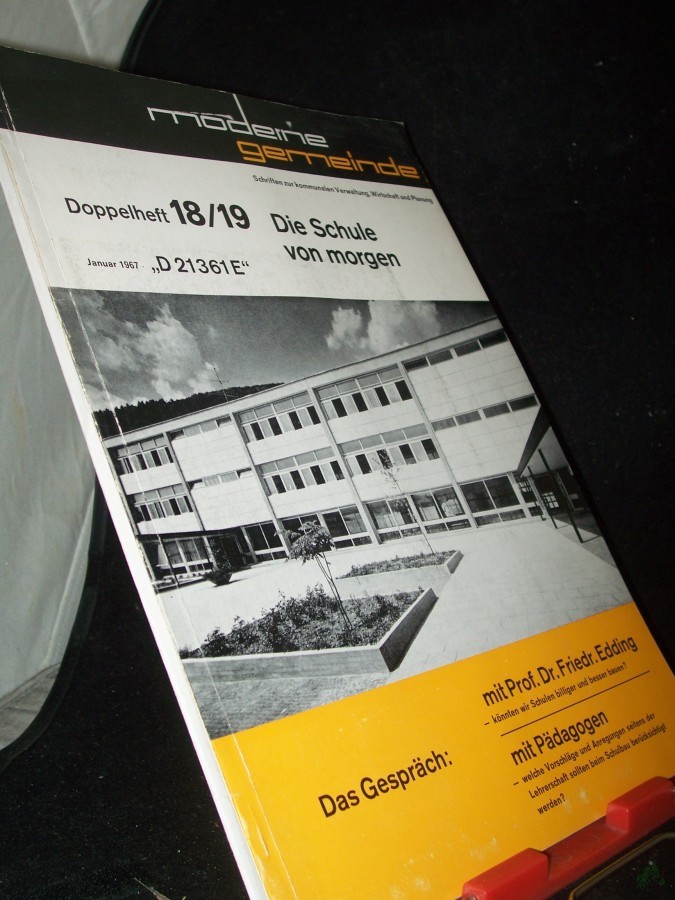 moderne
gemeinde
Schriften zur kommunalen Verwaltung, Wirtschaft und Planung
Doppelheft 18/19
Die Schule
von morgen
Januar 1967 · „D 21361 E“
Das Gespräch:
mit Prof. Dr. Friedr. Edding
– könnten wir Schulen billiger und besser bauen?
mit Pädagogen
– welche Vorschläge und Anregungen seitens der
Lehrerschaft sollten beim Schulbau berücksichtigt
werden?